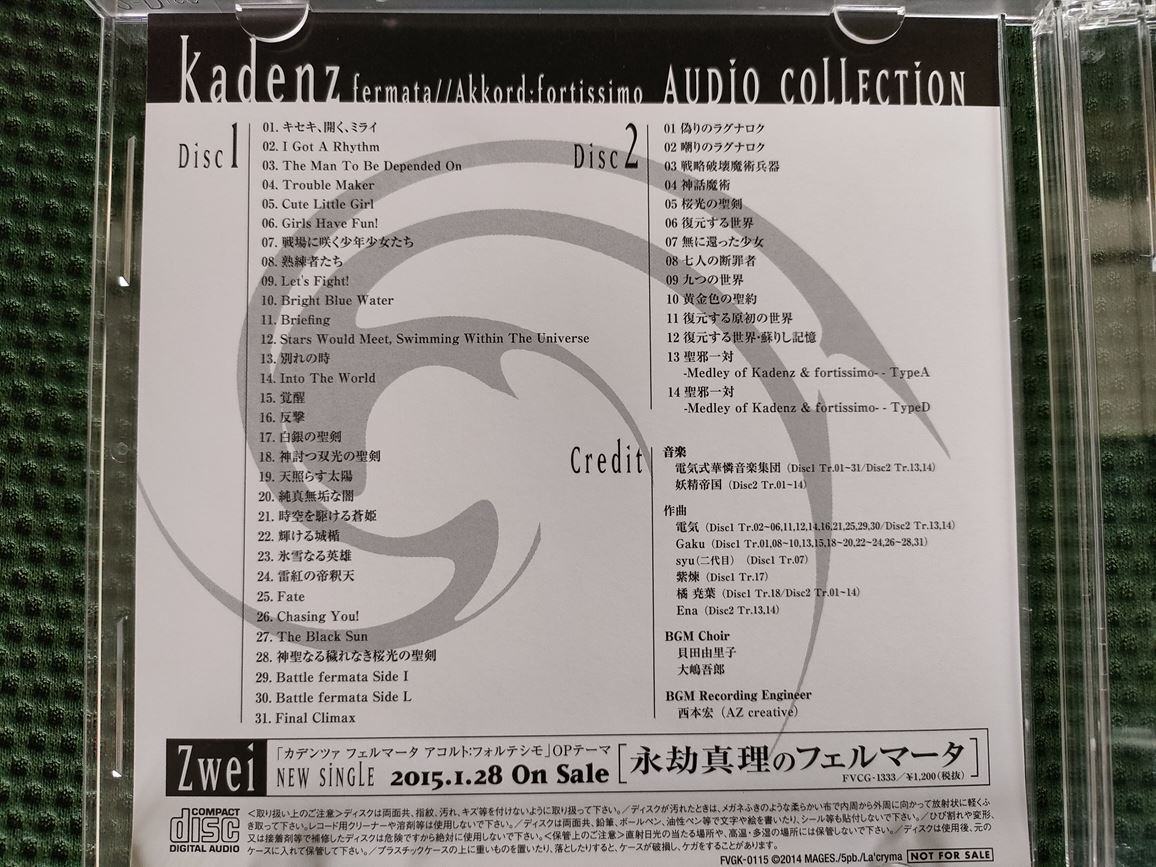 Kadenz fermata//Akkord:fortissimo AUDiO COLLECTiON
Disc1
01. キセキ、開く、ミライ
02. I Got A Rhythm
03. The Man To Be Depended On
04. Trouble Maker
05. Cute Little Girl
06. Girls Have Fun!
07. 戦場に咲く少年少女たち
08. 熟練者たち
09. Let's Fight!
10. Bright Blue Water
11. Briefing
12. Stars Would Meet, Swimming Within The Universe
13. 別れの時
14. Into The World
15. 覚醒
16. 反撃
17. 白銀の聖剣
18. 神討つ双光の聖剣
19. 天照らす太陽
20. 純真無垢な闇
21. 時空を駆ける蒼姫
22. 輝ける城楯
23. 氷雪なる英雄
24. 雷紅の帝釈天
25. Fate
26. Chasing You!
27. The Black Sun
28. 神聖なる穢れなき桜光の聖剣
29. Battle fermata Side I
30. Battle fermata Side L
31. Final Climax
Disc2
01 偽りのラグナロク
02 嘲りのラグナロク
03 戦略破壊魔術兵器
04 神話魔術
05 桜光の聖剣
06 復元する世界
07 無に還った少女
08 七人の断罪者
09 九つの世界
10 黄金色の聖約
11 復元する原初の世界
12 復元する世界・蘇りし記憶
13 聖邪一対
-Medley of Kadenz & fortissimo- - TypeA
14 聖邪一対
-Medley of Kadenz & fortissimo- - TypeD
Credit
音楽
電気式華憐音楽集団（Disc1 Tr.01~31/Disc2 Tr.13,14）
妖精帝国（Disc2 Tr.01~14）
作曲
電気（Disc1 Tr.02~06,11,12,14,16,21,25,29,30/Disc2 Tr.13,14）
Gaku（Disc1 Tr.01,08~10,13,15,18~20,22~24,26~28,31）
syu(二代目)（Disc1 Tr.07）
紫煉（Disc1 Tr.17）
橘 尭葉（Disc1 Tr.18/Disc2 Tr.01~14）
Ena（Disc2 Tr.13,14）
BGM Choir
貝田由里子
大嶋吾郎
BGM Recording Engineer
西本宏（AZ creative）
Zwei
「カデンツァ フェルマータ アコルト:フォルテシモ」OPテーマ
NEW SiNGLE 2015.1.28 On Sale
[永劫真理のフェルマータ]
FVCG-1333／¥1,200(税抜)
COMPACT disc DIGITAL AUDIO
<取り扱い上のご注意>ディスクは両面共、指紋、汚れ、キズ等を付けないように取り扱って下さい。／ディスクが汚れたときは、メガネふきのような柔らかい布で内周から外周に向かって放射状に軽くふ
き取って下さい。レコード用クリーナーや溶剤等は使用しないで下さい。／ディスクは両面共、鉛筆、ボールペン、油性ペン等で文字や絵を書いたり、シール等も貼付しないで下さい。／ひび割れや変形、
又は接着剤等で補修したディスクは危険ですから絶対に使用しないで下さい。<保管上のご注意>直射日光の当たる場所や、高温・多湿の場所には保管しないで下さい。／ディスクは使用後、元の
ケースに入れて保管して下さい。／プラスチックケースの上に重いものを置いたり、落としたりすると、ケースが破損し、ケガをすることがあります。
FVGK-0115 ©2014 MAGES./5pb./La'cryma NOT FOR SALE